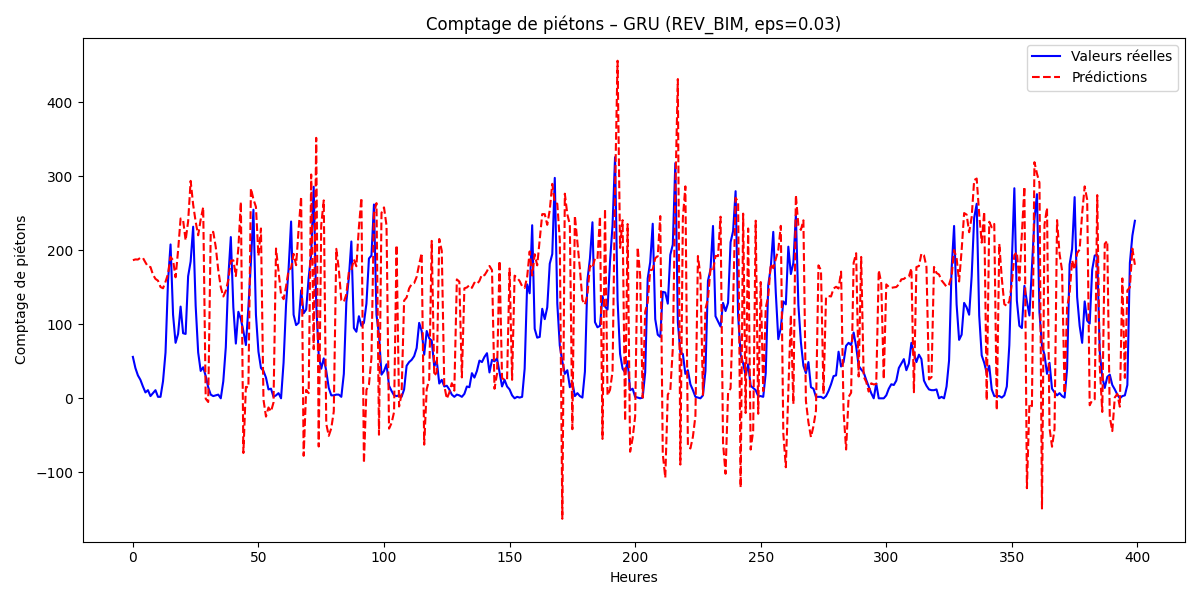 Comptage de piétons – GRU (REV_BIM, eps=0.03)
Valeurs réelles
Prédictions
Comptage de piétons
400
300
200
100
0
−100
0 50 100 150 200 250 300 350 400
Heures